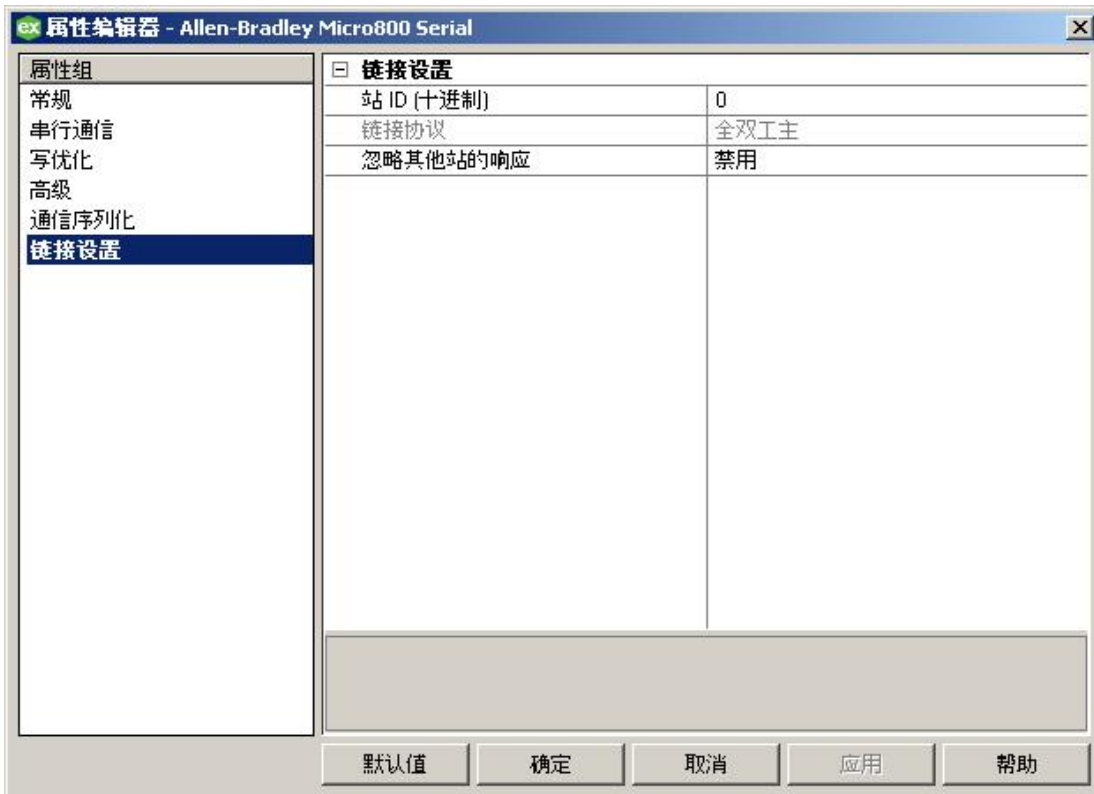 ex 属性编辑器 - Allen-Bradley Micro800 Serial
属性组
常规
串行通信
写优化
高级
通信序列化
链接设置
链接设置
站 ID (十进制) 0
链接协议 全双工主
忽略其他站的响应 禁用
默认值 确定 取消 应用 帮助